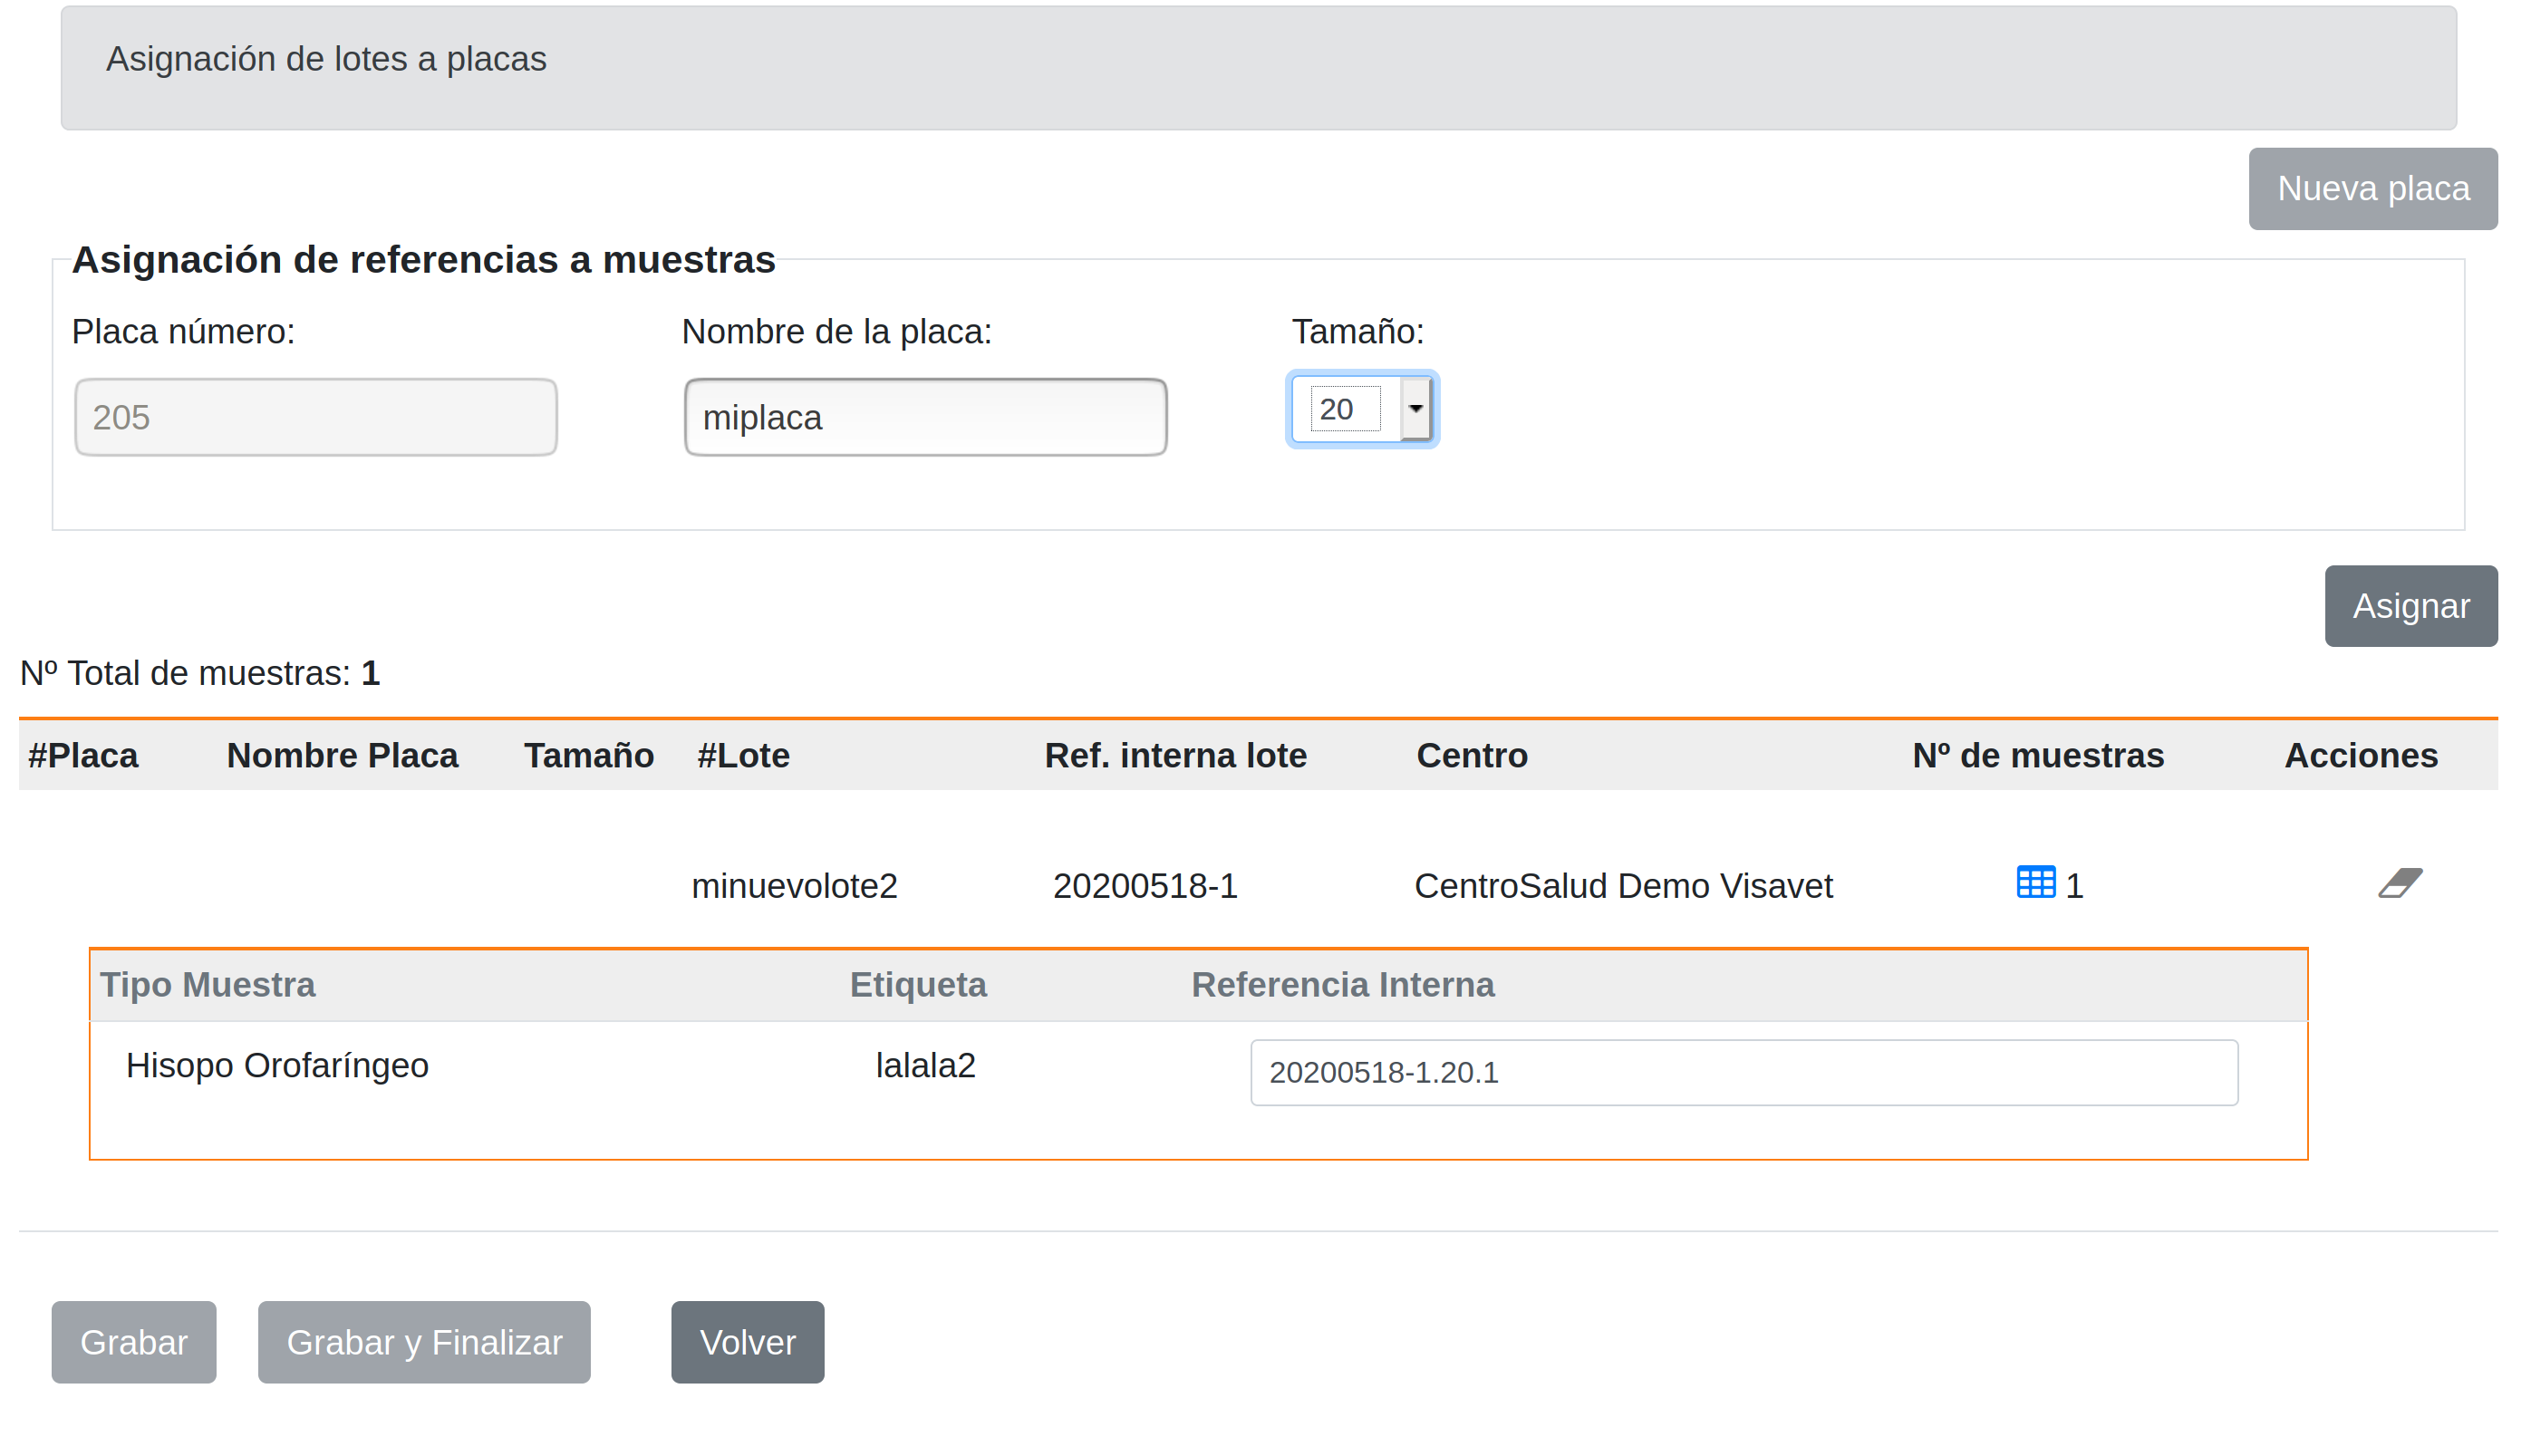 Asignación de lotes a placas
Nueva placa
Asignación de referencias a muestras
Placa número: Nombre de la placa: Tamaño:
205 miplaca 20
Asignar
Nº Total de muestras: 1
#Placa Nombre Placa Tamaño #Lote Ref. interna lote Centro Nº de muestras Acciones
minuevolote2 20200518-1 CentroSalud Demo Visavet 1
Tipo Muestra Etiqueta Referencia Interna
Hisopo Orofaríngeo lalala2 20200518-1.20.1
Grabar Grabar y Finalizar Volver